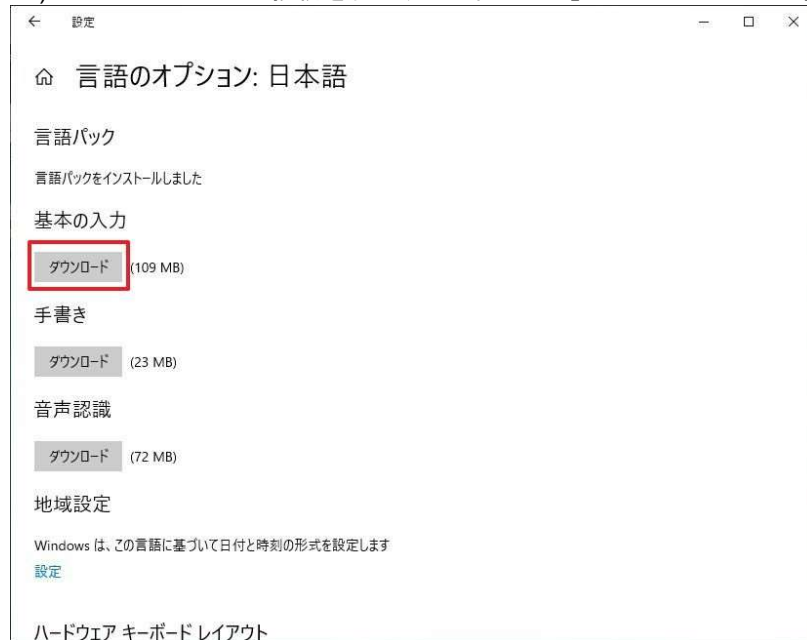 設定
言語のオプション: 日本語
言語パック
言語パックをインストールしました
基本の入力
ダウンロード (109 MB)
手書き
ダウンロード (23 MB)
音声認識
ダウンロード (72 MB)
地域設定
Windows は、この言語に基づいて日付と時刻の形式を設定します
設定
ハードウェア キーボード レイアウト